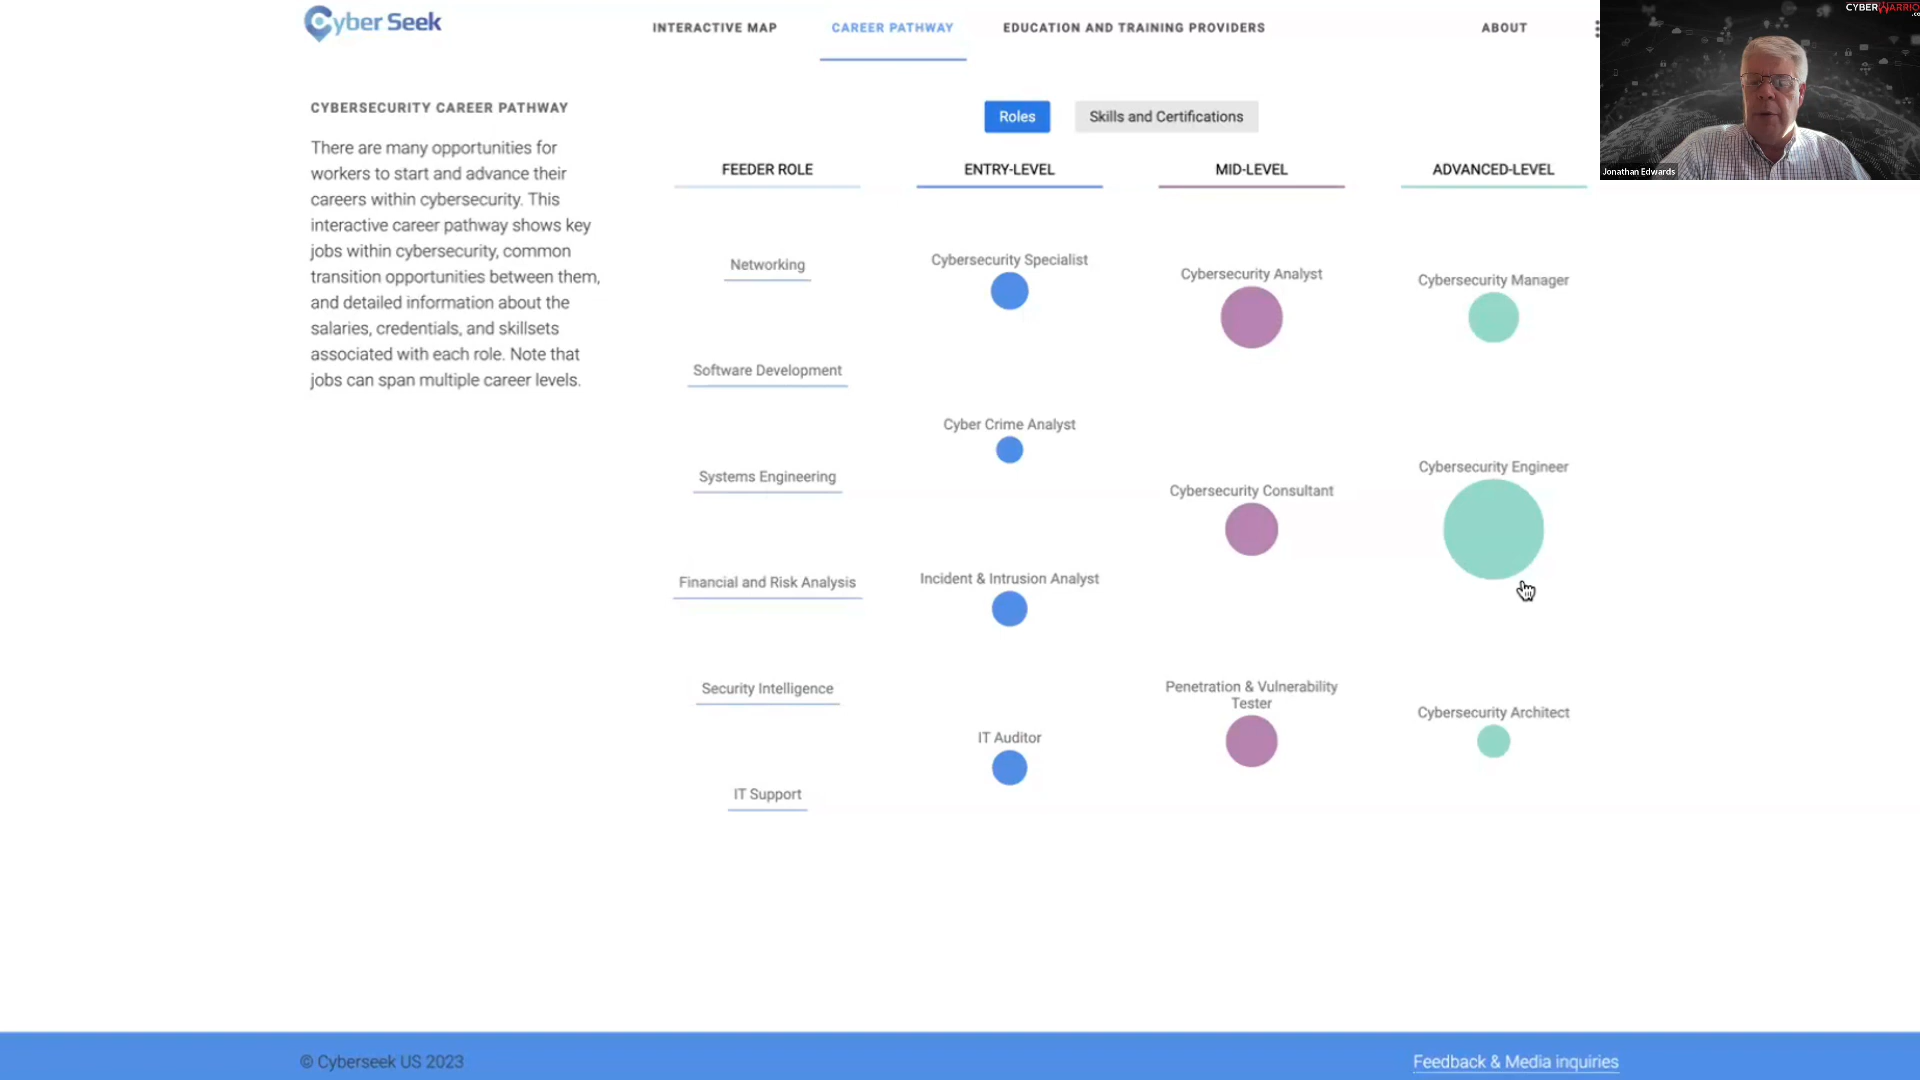 Cyber Seek
INTERACTIVE MAP
CAREER PATHWAY
EDUCATION AND TRAINING PROVIDERS
ABOUT
CYBERWARRIO
Jonathan Edwards
CYBERSECURITY CAREER PATHWAY
There are many opportunities for
workers to start and advance their
careers within cybersecurity. This
interactive career pathway shows key
jobs within cybersecurity, common
transition opportunities between them,
and detailed information about the
salaries, credentials, and skillsets
associated with each role. Note that
jobs can span multiple career levels.
Roles
Skills and Certifications
FEEDER ROLE
ENTRY-LEVEL
MID-LEVEL
ADVANCED-LEVEL
Networking
Software Development
Systems Engineering
Financial and Risk Analysis
Security Intelligence
IT Support
Cybersecurity Specialist
Cyber Crime Analyst
Incident & Intrusion Analyst
IT Auditor
Cybersecurity Analyst
Cybersecurity Consultant
Penetration & Vulnerability
Tester
Cybersecurity Manager
Cybersecurity Engineer
Cybersecurity Architect
© Cyberseek US 2023
Feedback & Media inquiries